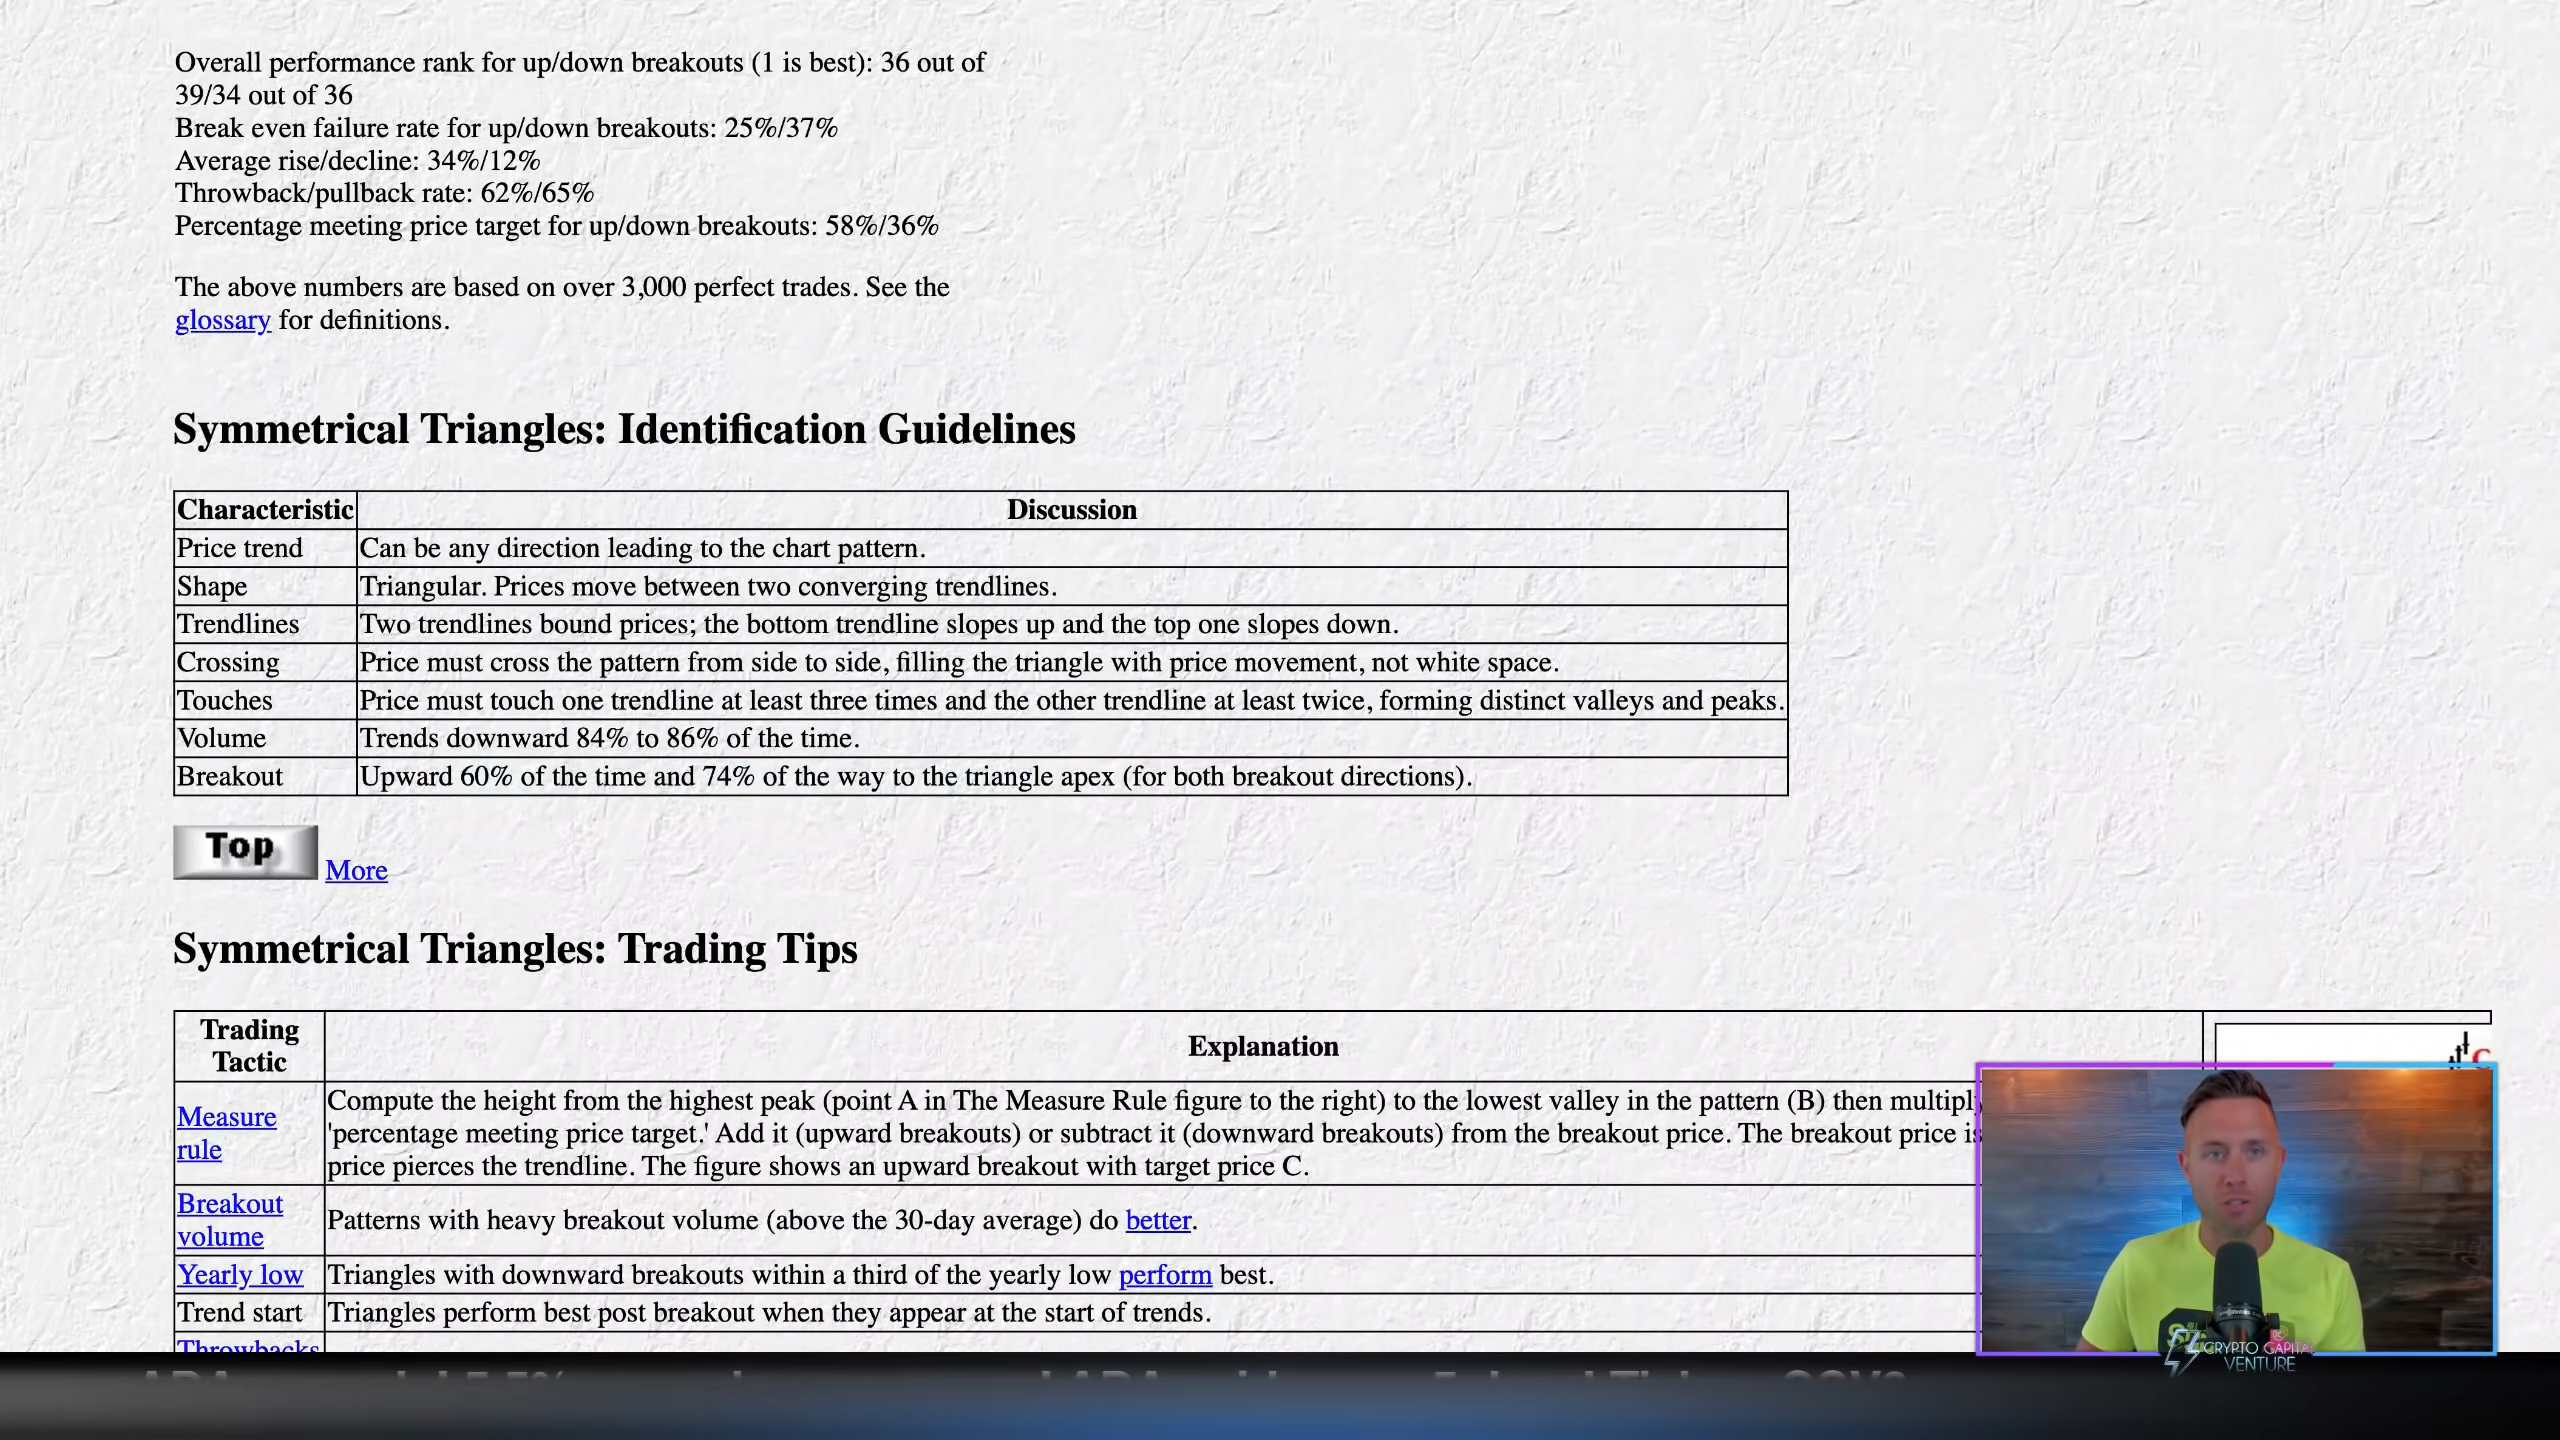 Overall performance rank for up/down breakouts (1 is best): 36 out of
39/34 out of 36
Break even failure rate for up/down breakouts: 25%/37%
Average rise/decline: 34%/12%
Throwback/pullback rate: 62%/65%
Percentage meeting price target for up/down breakouts: 58%/36%
The above numbers are based on over 3,000 perfect trades. See the
glossary for definitions.
Symmetrical Triangles: Identification Guidelines
Characteristic Discussion
Price trend Can be any direction leading to the chart pattern.
Shape Triangular. Prices move between two converging trendlines.
Trendlines Two trendlines bound prices; the bottom trendline slopes up and the top one slopes down.
Crossing Price must cross the pattern from side to side, filling the triangle with price movement, not white space.
Touches Price must touch one trendline at least three times and the other trendline at least twice, forming distinct valleys and peaks.
Volume Trends downward 84% to 86% of the time.
Breakout Upward 60% of the time and 74% of the way to the triangle apex (for both breakout directions).
Top More
Symmetrical Triangles: Trading Tips
Trading
Tactic
Explanation
C
Measure
rule
Compute the height from the highest peak (point A in The Measure Rule figure to the right) to the lowest valley in the pattern (B) then multiply
'percentage meeting price target.' Add it (upward breakouts) or subtract it (downward breakouts) from the breakout price. The breakout price is
price pierces the trendline. The figure shows an upward breakout with target price C.
Breakout
volume
Patterns with heavy breakout volume (above the 30-day average) do better.
Yearly low Triangles with downward breakouts within a third of the yearly low perform best.
Trend start Triangles perform best post breakout when they appear at the start of trends.
Throwbacks
CRYPTO CAPITAL
VENTURE